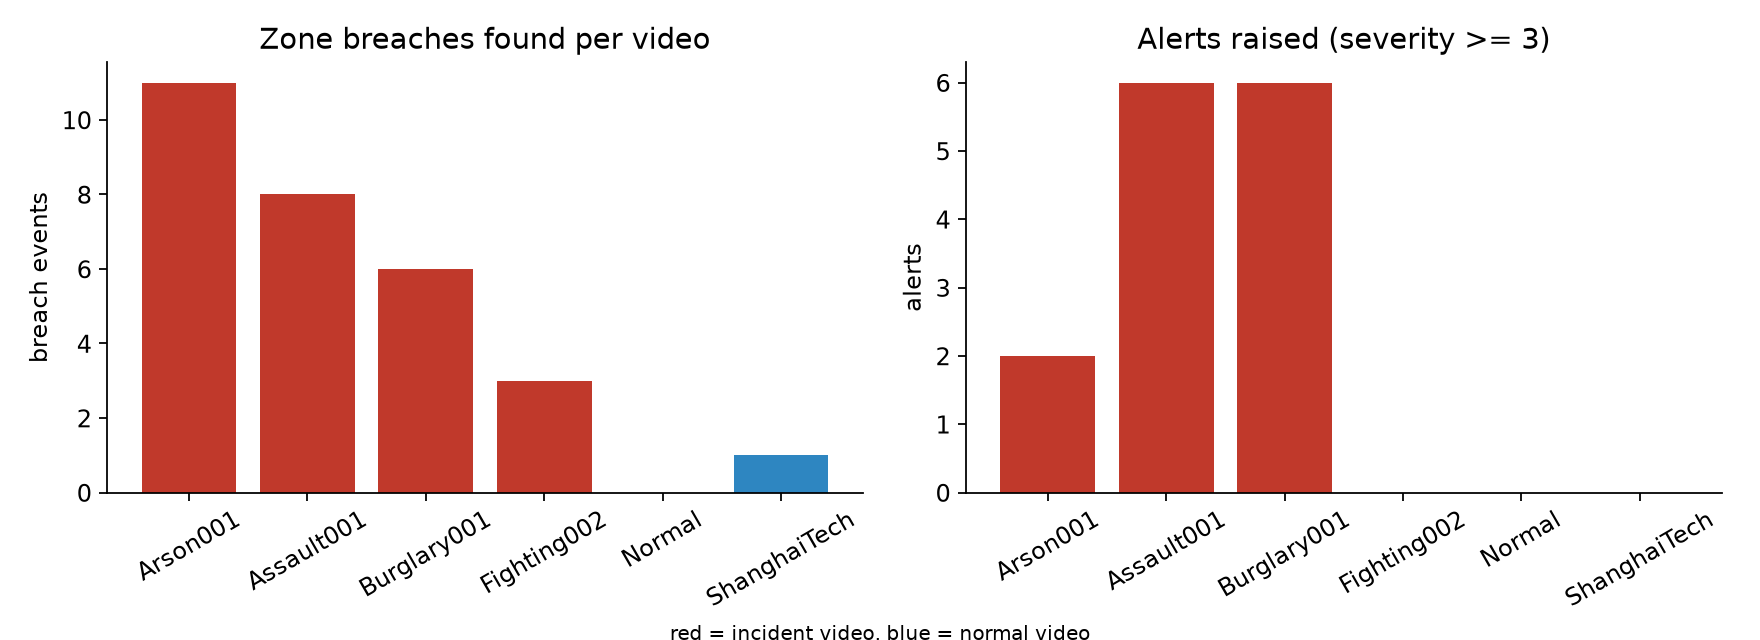 Zone breaches found per video
breach events
10
8
6
4
2
0
Arson001
Assault001
Burglary001
Fighting002
Normal
ShanghaiTech
Alerts raised (severity >= 3)
alerts
6
5
4
3
2
1
0
Arson001
Assault001
Burglary001
Fighting002
Normal
ShanghaiTech
red = incident video, blue = normal video